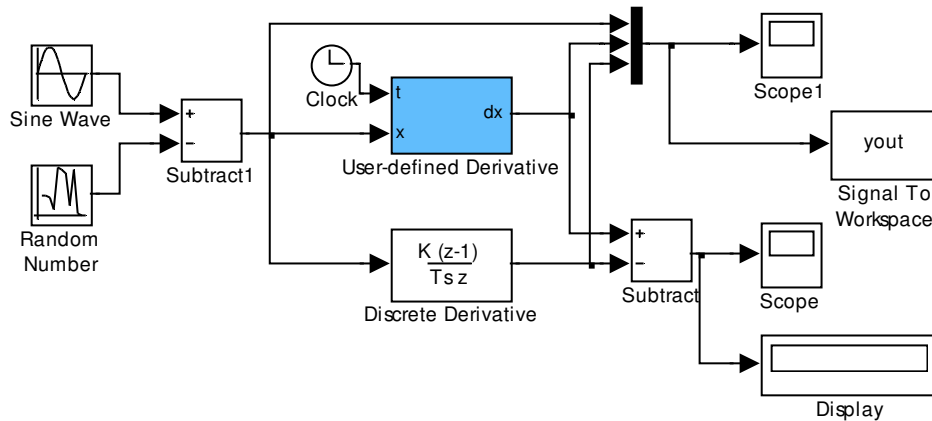 Sine Wave
+
−
Subtract1
Random
Number
Clock
t
x
dx
User-defined Derivative
K (z-1)
Ts z
Discrete Derivative
+
−
Subtract
Scope1
yout
Signal To
Workspace
Scope
Display